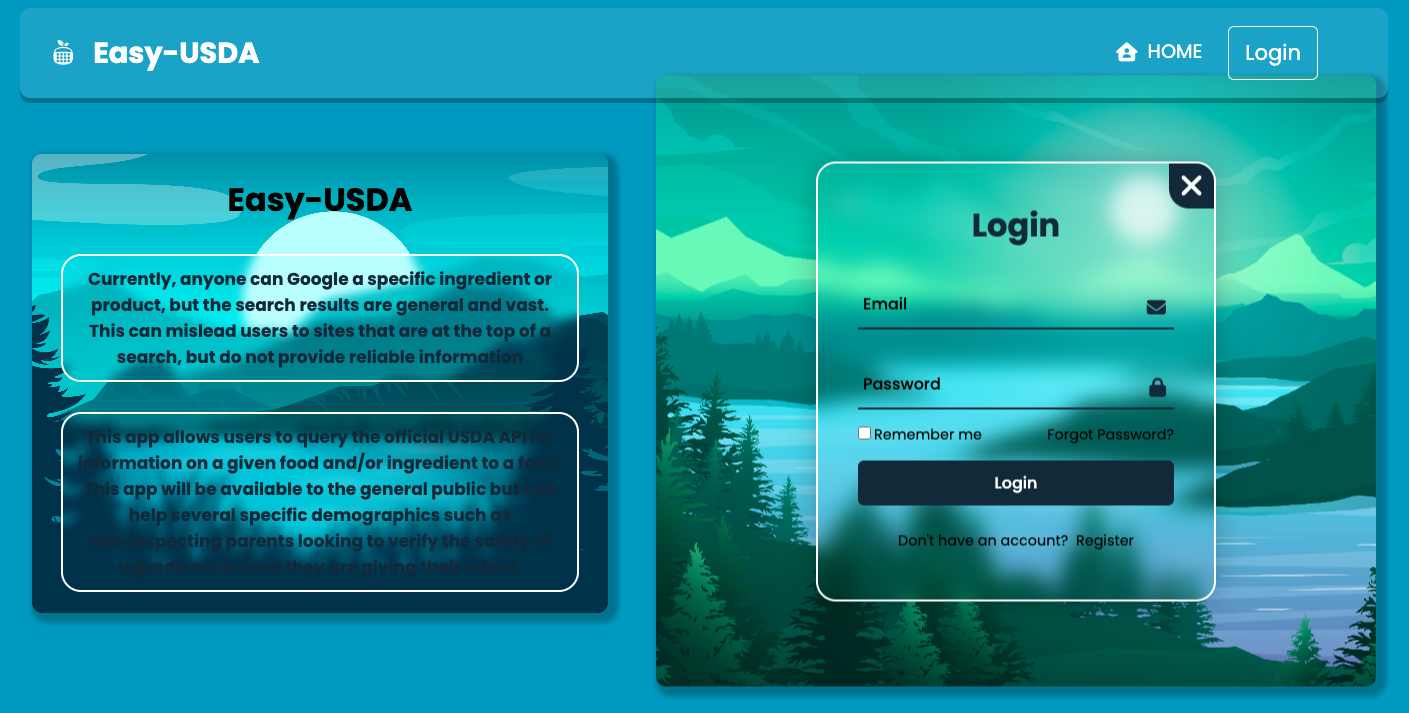 Easy-USDA
HOME
Login
Easy-USDA
Currently, anyone can Google a specific ingredient or
product, but the search results are general and vast.
This can mislead users to sites that are at the top of a
search, but do not provide reliable information
This app allows users to query the official USDA API for
information on a given food and/or ingredient to a food.
This app will be available to the general public but can
help several specific demographics such as
new/expecting parents looking to verify the safety of
ingredients in food they are giving their infant.
Login
Email
Password
Remember me
Forgot Password?
Login
Don't have an account? Register